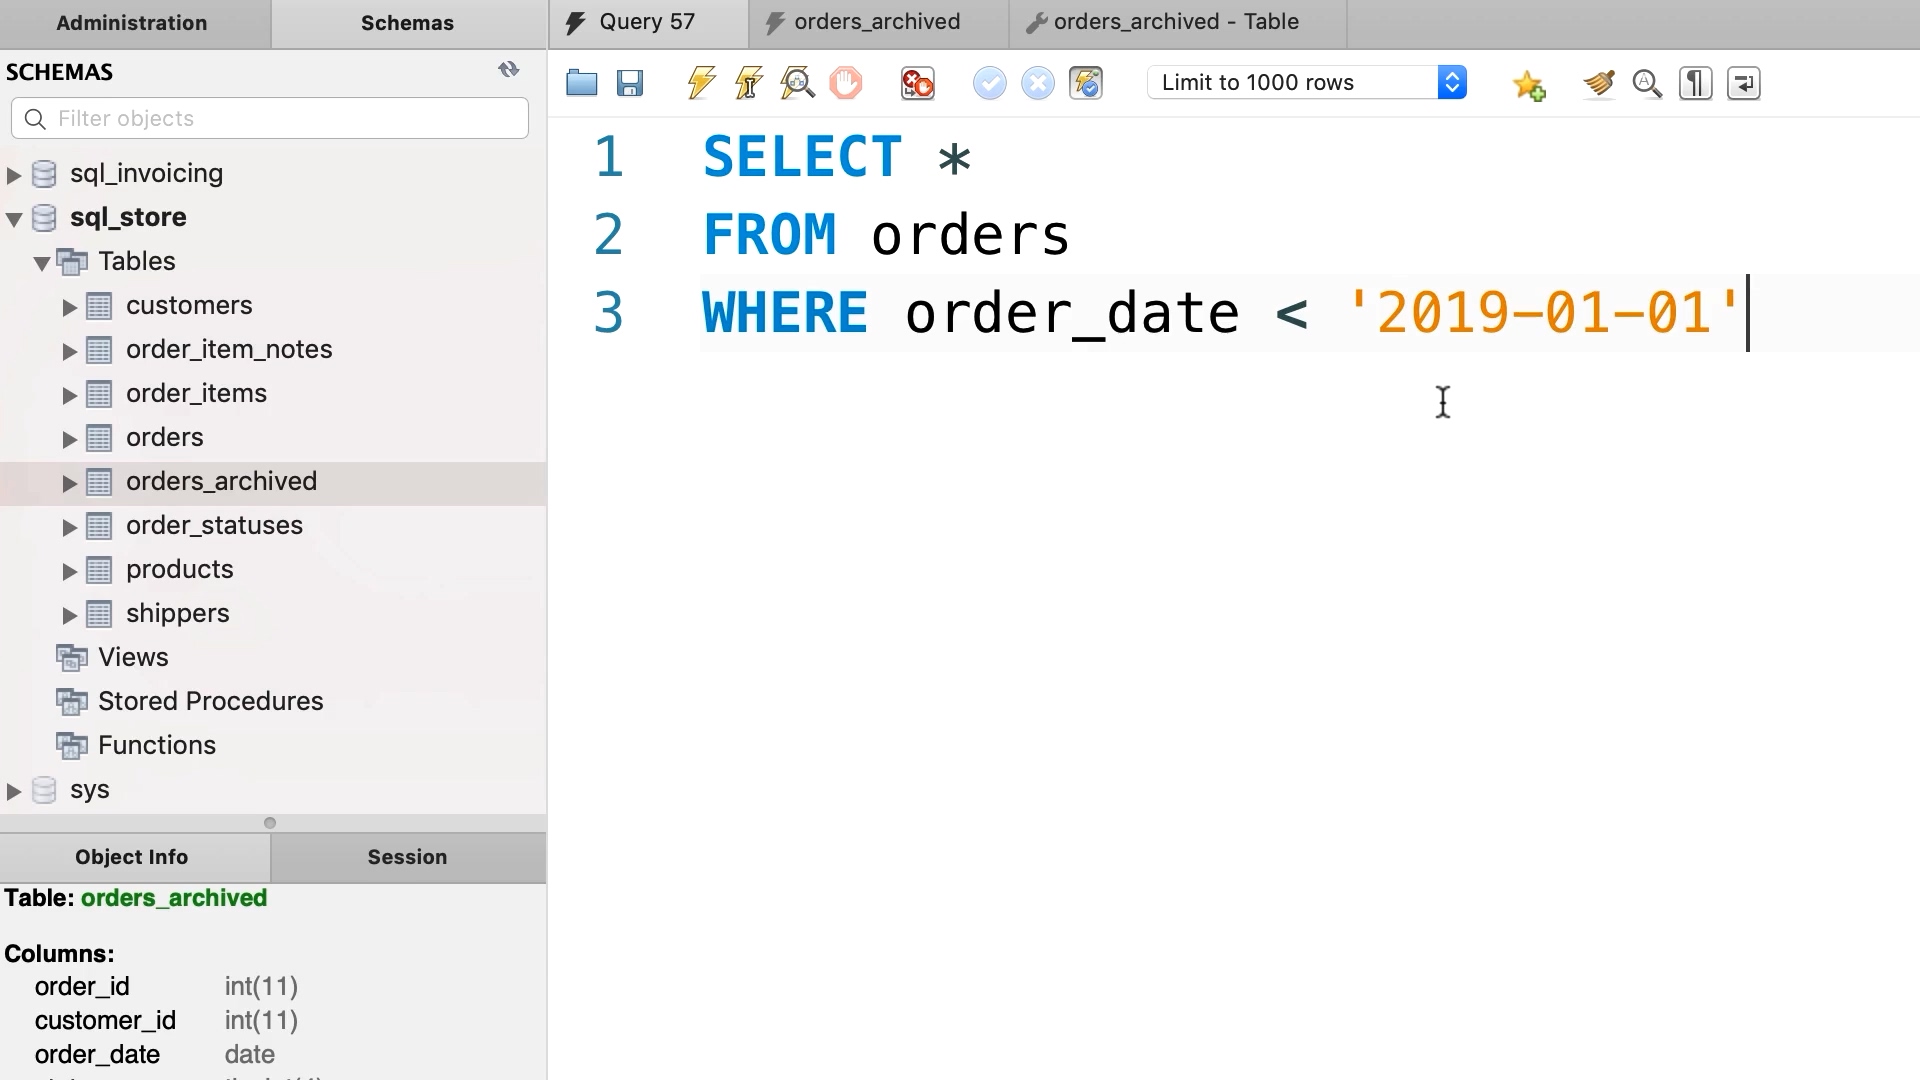 Administration
Schemas
Query 57
orders_archived
orders_archived - Table
SCHEMAS
Filter objects
Limit to 1000 rows
sql_invoicing
sql_store
Tables
customers
order_item_notes
order_items
orders
orders_archived
order_statuses
products
shippers
Views
Stored Procedures
Functions
sys
1 SELECT *
2 FROM orders
3 WHERE order_date < '2019-01-01'
Object Info
Session
Table: orders_archived
Columns:
order_id int(11)
customer_id int(11)
order_date date